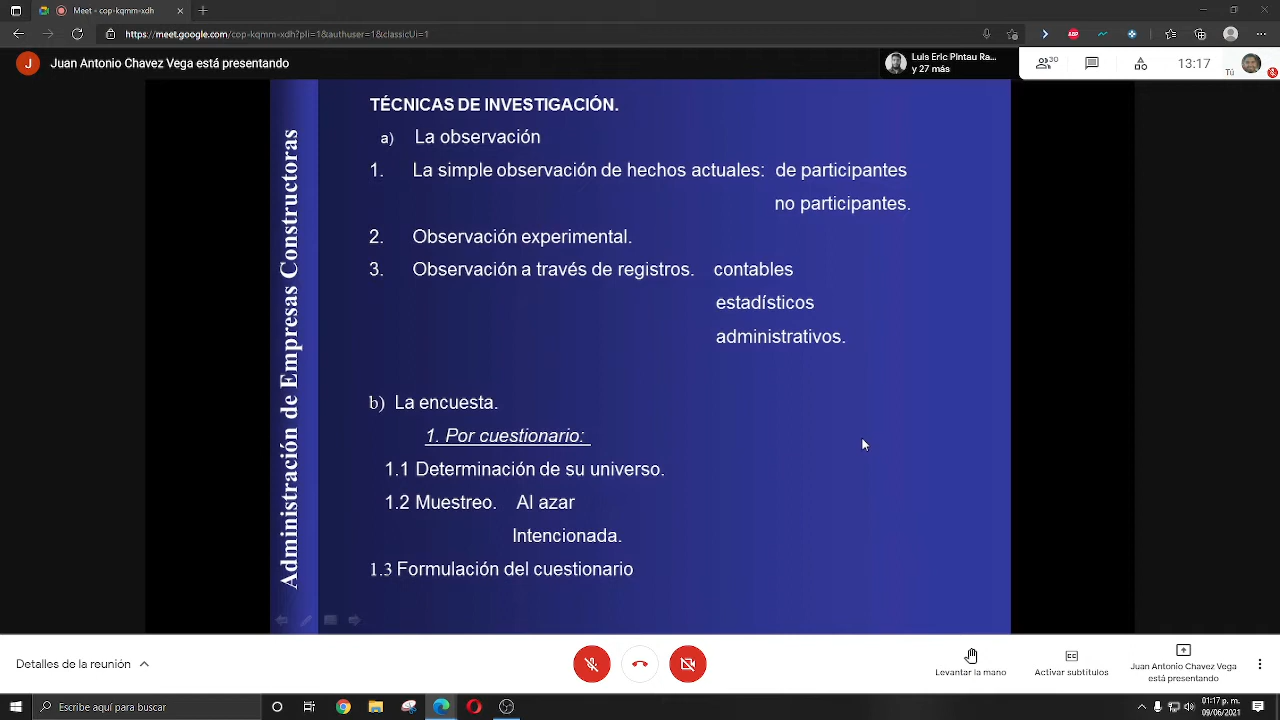 Meet - cop-kqmm-xdh
https://meet.google.com/cop-kqmm-xdh?pli=1&authuser=1&classIdU=1
J
Juan Antonio Chavez Vega está presentando
Luis Eric Pintau Ra...
y 27 más
30
13:17
Tú
ABP
Administración de Empresas Constructoras
TÉCNICAS DE INVESTIGACIÓN.
a) La observación
1. La simple observación de hechos actuales: de participantes
no participantes.
2. Observación experimental.
3. Observación a través de registros. contables
estadísticos
administrativos.
b) La encuesta.
1. Por cuestionario:
1.1 Determinación de su universo.
1.2 Muestreo. Al azar
Intencionada.
1.3 Formulación del cuestionario
Detalles de la reunión
Levantar la mano
Activar subtítulos
Juan Antonio Chavez Vega
está presentando
Escribe aquí para buscar
01:17 p.m.
09/06/2021